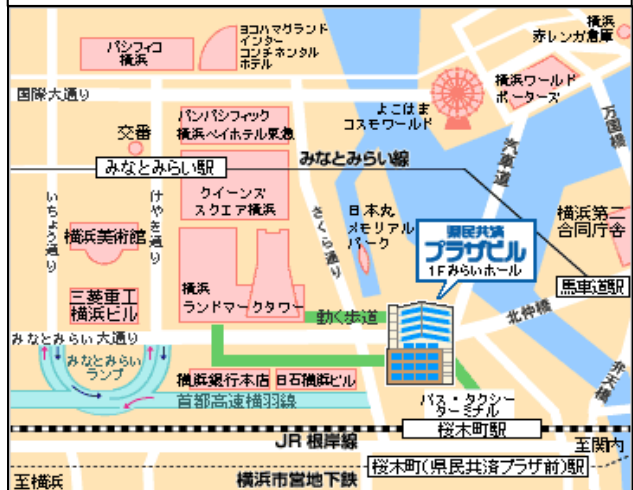 パシフィコ
横浜
ヨコハマグランド
インター
コンチネンタル
ホテル
横浜
赤レンガ倉庫
国際大通り
よこはま
コスモワールド
横浜ワールド
ポーターズ
万国橋
汽車道
交番
パンパシフィック
横浜ベイホテル東急
みなとみらい線
みなとみらい駅
クイーンズ
スクエア横浜
いちょう通り
けやき通り
さくら通り
日本丸
メモリアル
パーク
横浜第二
合同庁舎
横浜美術館
県民共済
プラザビル
1Fみらいホール
馬車道駅
三菱重工
横浜ビル
横浜
ランドマークタワー
動く歩道
北仲橋
弁天橋
みなとみらい大通り
みなとみらい
ランプ
横浜銀行本店
日石横浜ビル
首都高速横羽線
バス・タクシー
ターミナル
桜木町駅
JR根岸線
至関内
至横浜
横浜市営地下鉄
桜木町(県民共済プラザ前)駅